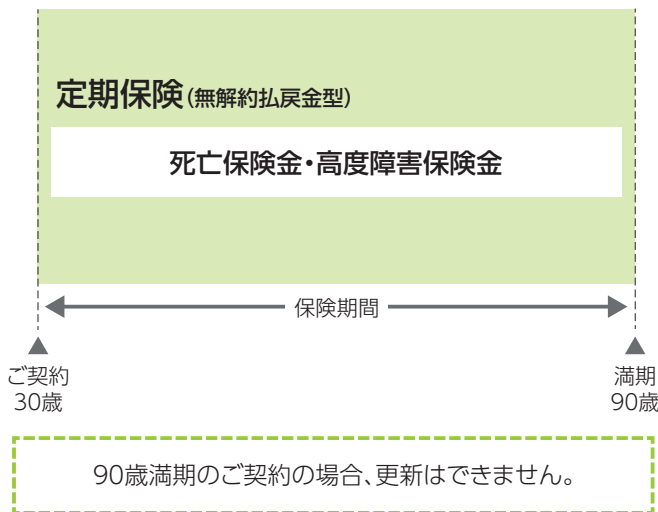 定期保険(無解約払戻金型)
死亡保険金・高度障害保険金
保険期間
ご契約
30歳
満期
90歳
90歳満期のご契約の場合、更新はできません。